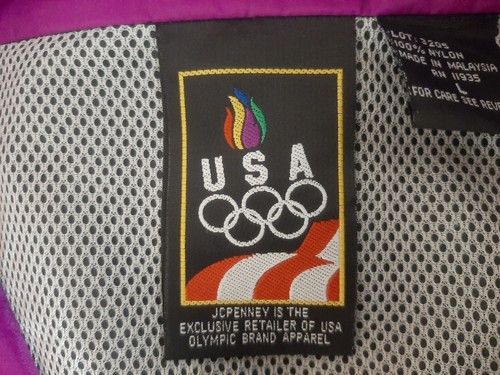 LOT: 3205
100% NYLON
MADE IN MALAYSIA
RN 11935
L
FOR CARE SEE
USA
JCPENNEY IS THE
EXCLUSIVE RETAILER OF USA
OLYMPIC BRAND APPAREL